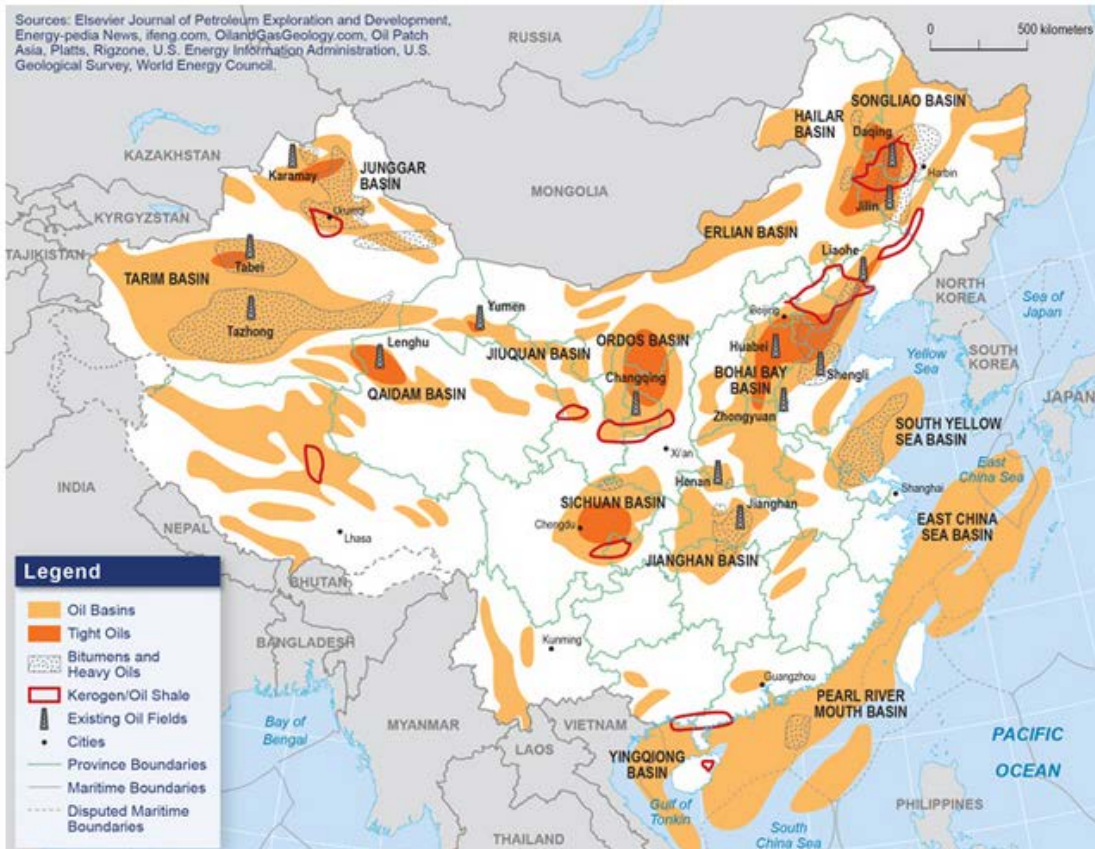 Sources: Elsevier Journal of Petroleum Exploration and Development,
Energy-pedia News, ifeng.com, OilandGasGeology.com, Oil Patch
Asia, Platts, Rigzone, U.S. Energy Information Administration, U.S.
Geological Survey, World Energy Council.
RUSSIA
0
500 kilometers
SONGLIAO BASIN
HAILAR
BASIN
Daqing
KAZAKHSTAN
Karamay
JUNGGAR
BASIN
Harbin
MONGOLIA
Urumqi
Jilin
KYRGYZSTAN
ERLIAN BASIN
TAJIKISTAN
Tabei
Liaohe
TARIM BASIN
NORTH
KOREA
Sea of
Japan
Tazhong
Yumen
Beijing
Lenghu
ORDOS BASIN
Huabei
JIUQUAN BASIN
Yellow
Sea
SOUTH
KOREA
BOHAI BAY
BASIN
Shengli
Changqing
QAIDAM BASIN
JAPAN
Zhongyuan
SOUTH YELLOW
SEA BASIN
Xi'an
East
China Sea
INDIA
Henan
Shanghai
SICHUAN BASIN
Jianghan
NEPAL
Chengdu
EAST CHINA
SEA BASIN
Lhasa
JIANGHAN BASIN
BHUTAN
BANGLADESH
Kunming
Guangzhou
PEARL RIVER
MOUTH BASIN
Bay of
Bengal
MYANMAR
VIETNAM
PACIFIC
OCEAN
LAOS
YINGQIONG
BASIN
Gulf of
Tonkin
PHILIPPINES
THAILAND
South
China Sea
Legend
Oil Basins
Tight Oils
Bitumens and
Heavy Oils
Kerogen/Oil Shale
Existing Oil Fields
Cities
Province Boundaries
Maritime Boundaries
Disputed Maritime
Boundaries